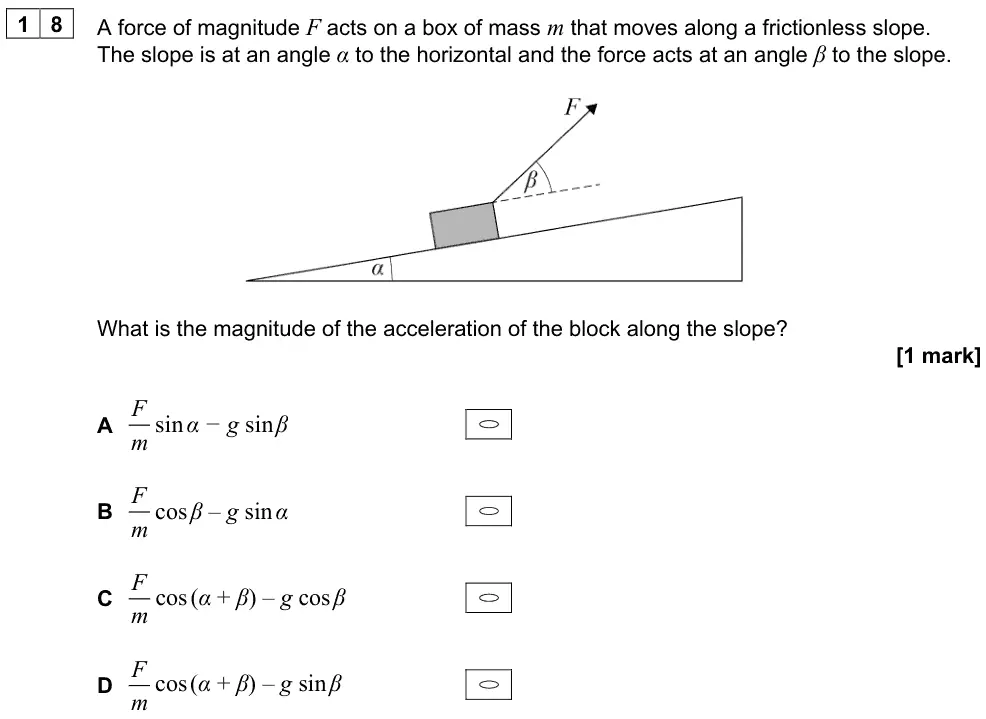 1 8 A force of magnitude F acts on a box of mass m that moves along a frictionless slope.
The slope is at an angle α to the horizontal and the force acts at an angle β to the slope.
F
β
α
What is the magnitude of the acceleration of the block along the slope?
[1 mark]
A F/m sin α − g sin β
B F/m cos β – g sin α
C F/m cos (α + β) – g cos β
D F/m cos (α + β) – g sin β